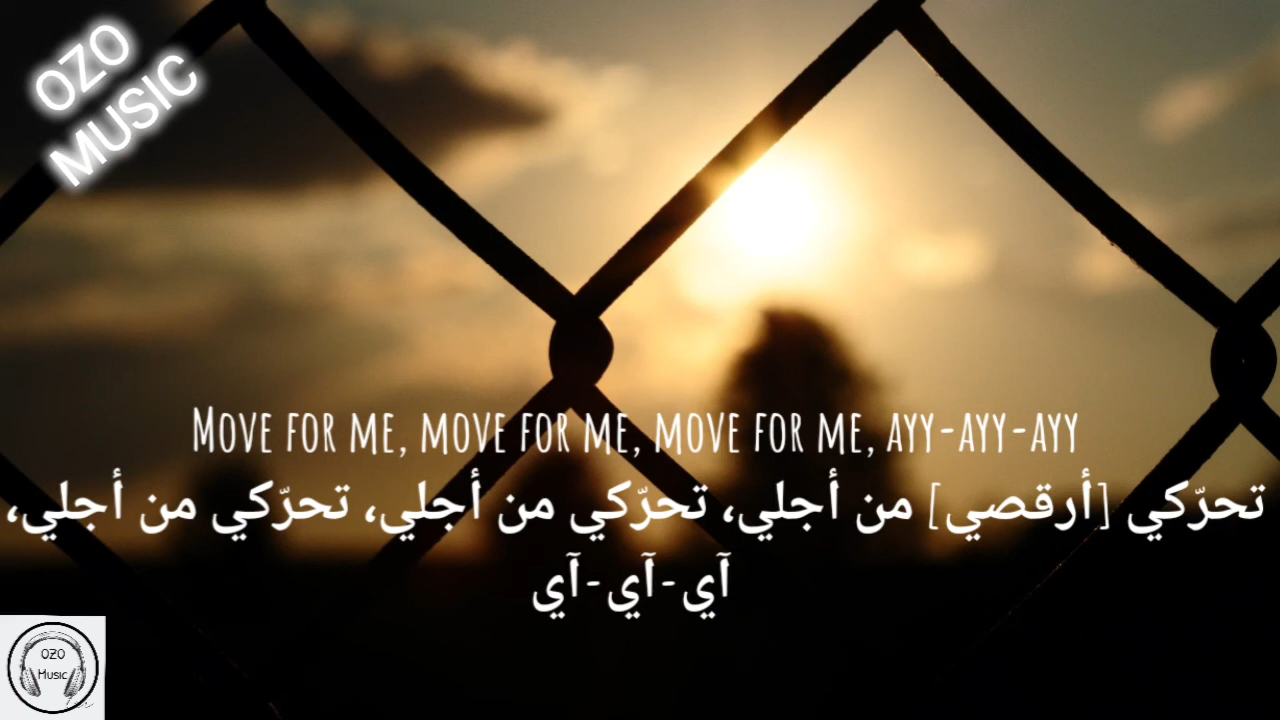 OZO
MUSIC
Move for me, move for me, move for me, ayy-ayy-ayy
تحرّكي [أرقصي] من أجلي، تحرّكي من أجلي، تحرّكي من أجلي،
آي-آي-آي
OZO
Music